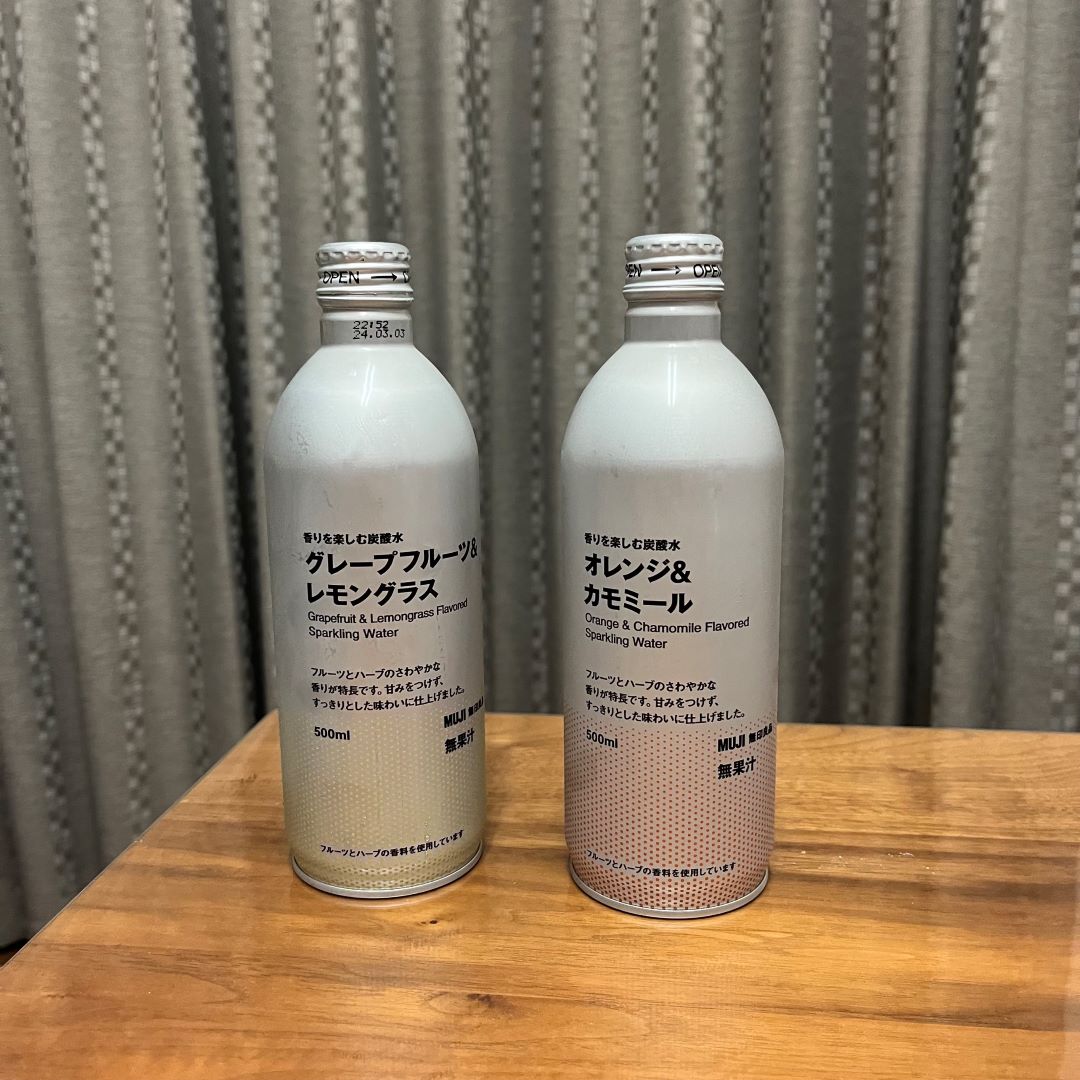 OPEN →
22:52
24.03.03
香りを楽しむ炭酸水
グレープフルーツ&
レモングラス
Grapefruit & Lemongrass Flavored
Sparkling Water
フルーツとハーブのさわやかな
香りが特長です。甘みをつけず、
すっきりとした味わいに仕上げました。
MUJI 無印良品
500ml
無果汁
フルーツとハーブの香料を使用しています
→ OPEN
香りを楽しむ炭酸水
オレンジ&
カモミール
Orange & Chamomile Flavored
Sparkling Water
フルーツとハーブのさわやかな
香りが特長です。甘みをつけず、
すっきりとした味わいに仕上げました。
500ml
MUJI 無印良品
無果汁
フルーツとハーブの香料を使用しています